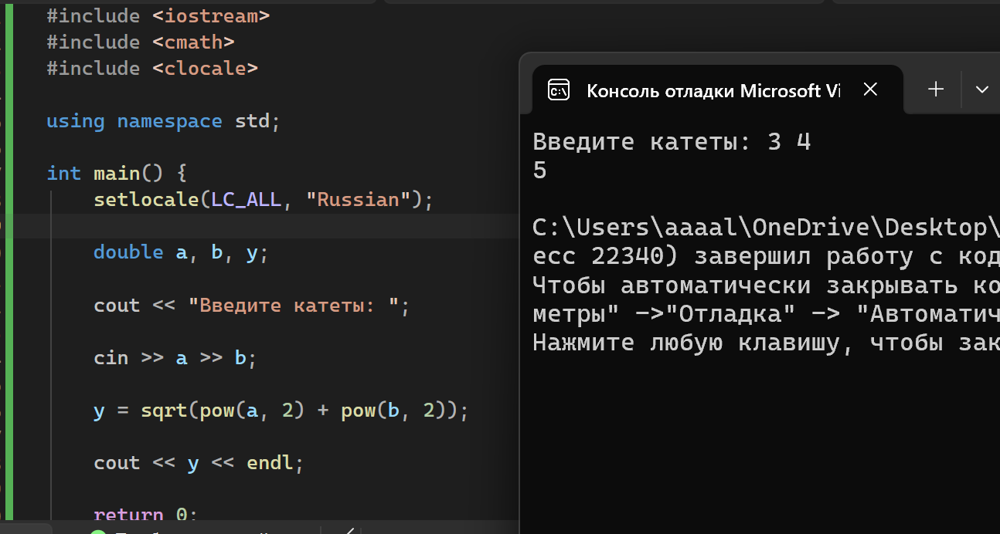 #include <iostream>
#include <cmath>
#include <clocale>
using namespace std;
int main() {
setlocale(LC_ALL, "Russian");
double a, b, y;
cout << "Введите катеты: ";
cin >> a >> b;
y = sqrt(pow(a, 2) + pow(b, 2));
cout << y << endl;
return 0;
Консоль отладки Microsoft Vi
Введите катеты: 3 4
5
C:\Users\aaaal\OneDrive\Desktop\
есс 22340) завершил работу с код
Чтобы автоматически закрывать ко
метры" ->"Отладка" -> "Автоматич
Нажмите любую клавишу, чтобы зак